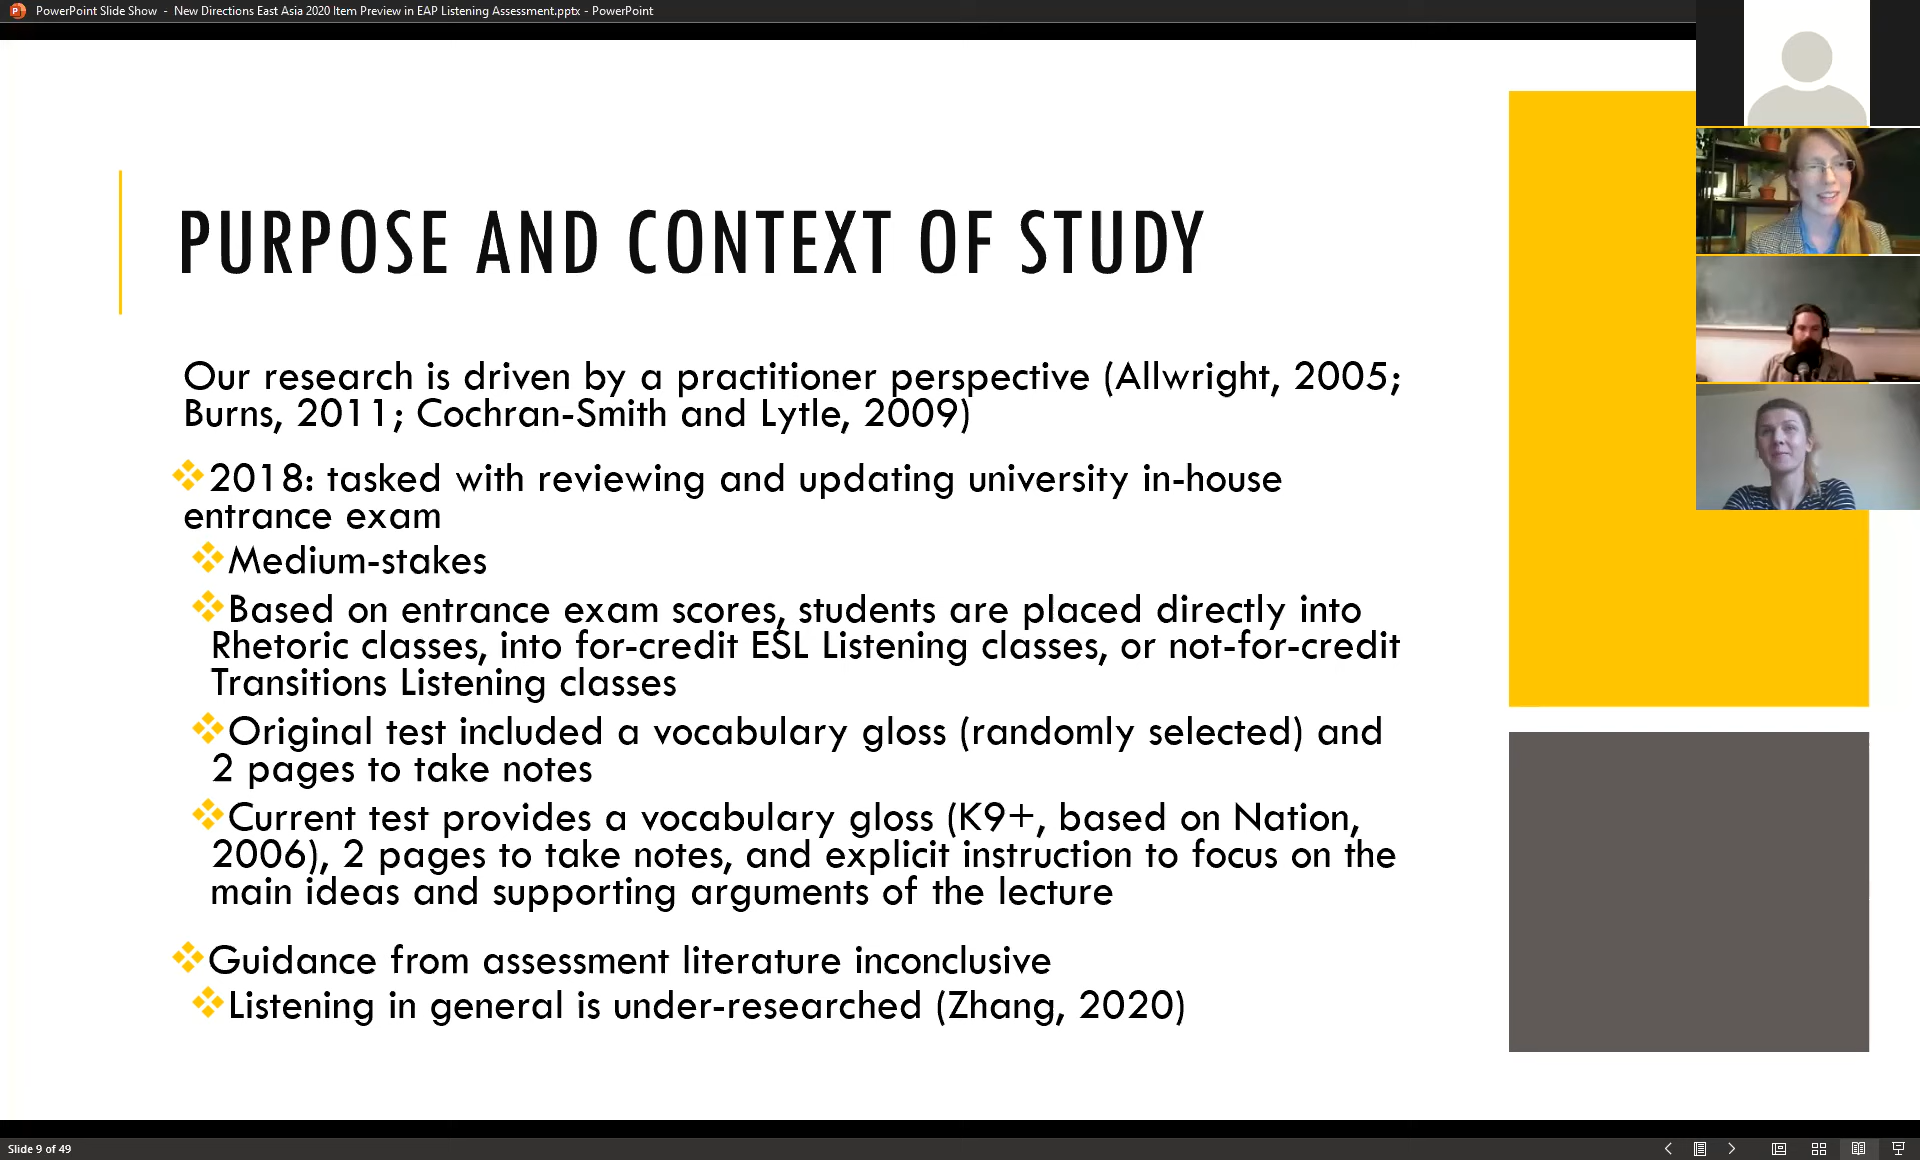 PowerPoint Slide Show - New Directions East Asia 2020 Item Preview in EAP Listening Assessment.pptx - PowerPoint
PURPOSE AND CONTEXT OF STUDY
Our research is driven by a practitioner perspective (Allwright, 2005;
Burns, 2011; Cochran-Smith and Lytle, 2009)
❖2018: tasked with reviewing and updating university in-house
entrance exam
❖Medium-stakes
❖Based on entrance exam scores, students are placed directly into
Rhetoric classes, into for-credit ESL Listening classes, or not-for-credit
Transitions Listening classes
❖Original test included a vocabulary gloss (randomly selected) and
2 pages to take notes
❖Current test provides a vocabulary gloss (K9+, based on Nation,
2006), 2 pages to take notes, and explicit instruction to focus on the
main ideas and supporting arguments of the lecture
❖Guidance from assessment literature inconclusive
❖Listening in general is under-researched (Zhang, 2020)
Slide 9 of 49